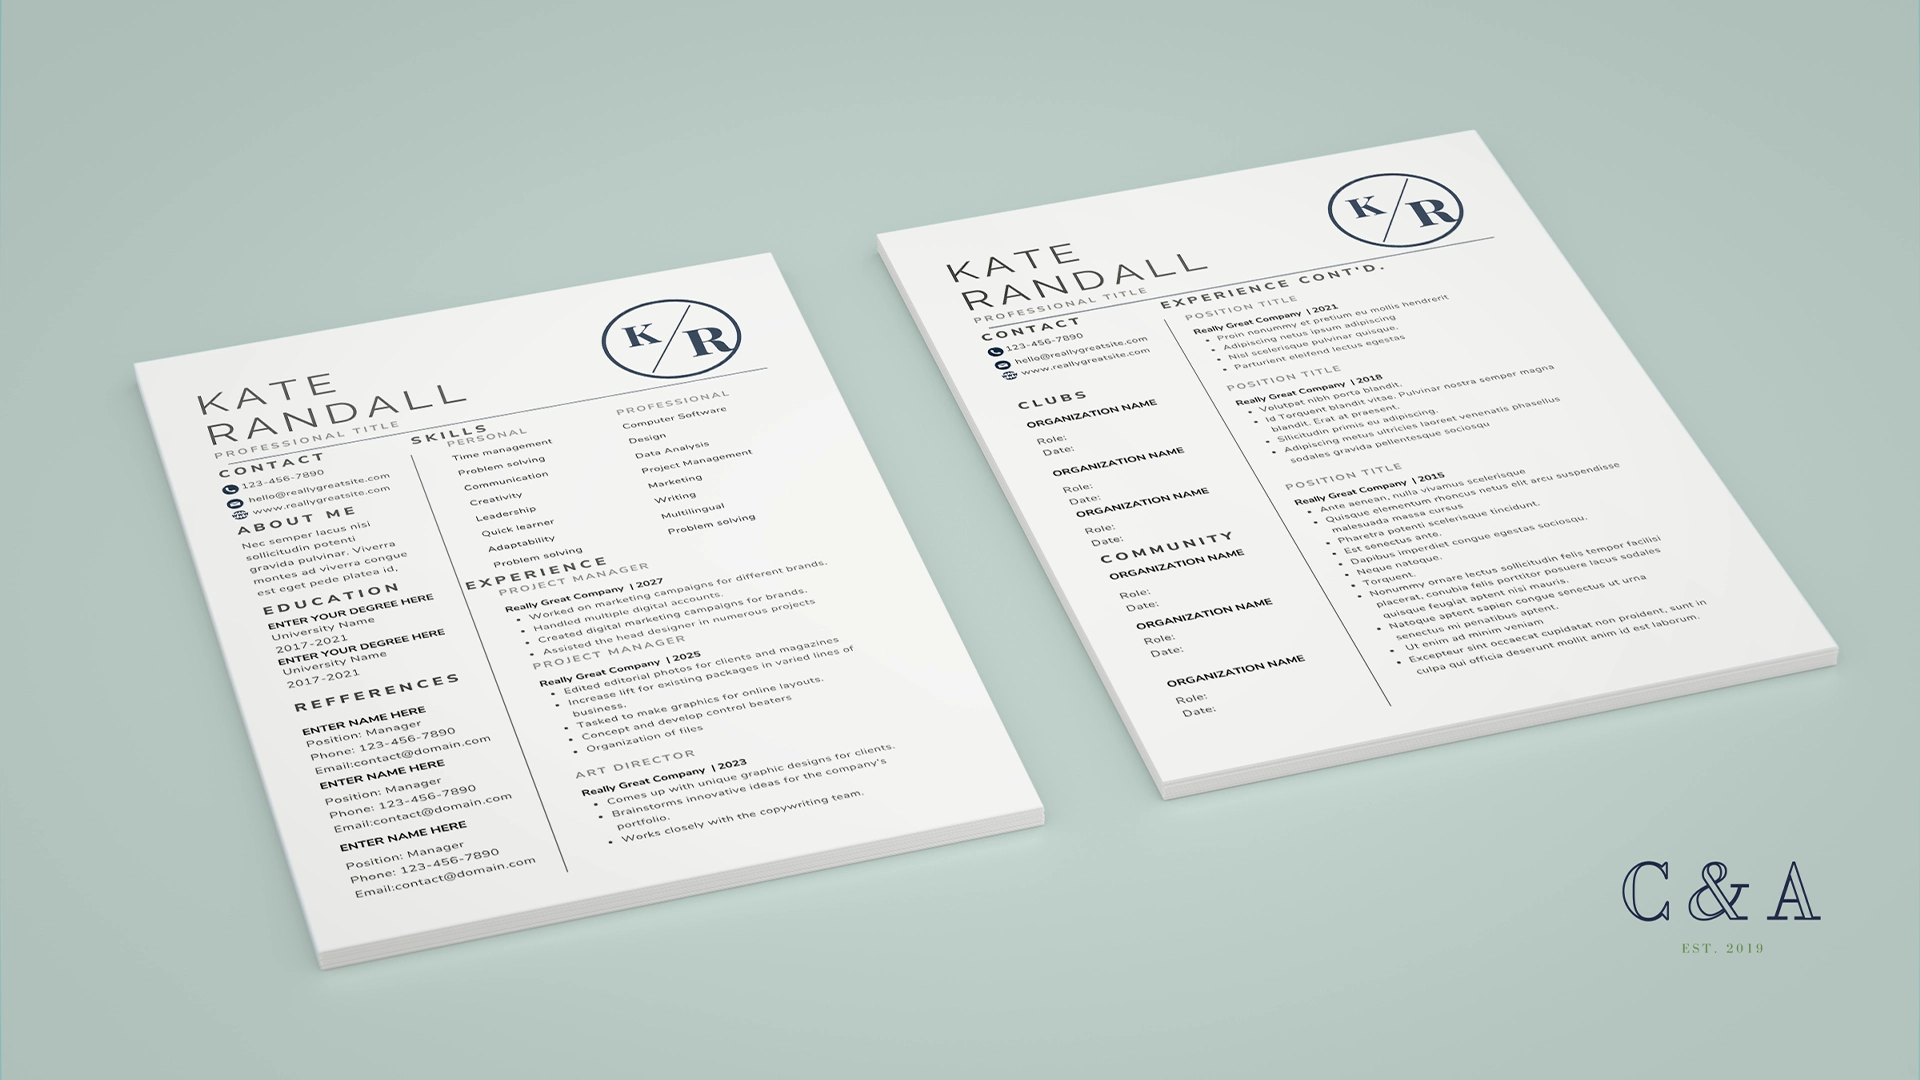 KATE
RANDALL
PROFESSIONAL TITLE
K R
CONTACT
123-456-7890
hello@reallygreatsite.com
www.reallygreatsite.com
ABOUT ME
Nec semper lacus nisi
sollicitudin potenti
gravida pulvinar. Viverra
montes ad viverra congue
est eget pede platea id,
EDUCATION
ENTER YOUR DEGREE HERE
University Name
2017-2021
ENTER YOUR DEGREE HERE
University Name
2017-2021
REFFERENCES
ENTER NAME HERE
Position: Manager
Phone: 123-456-7890
Email:contact@domain.com
ENTER NAME HERE
Position: Manager
Phone: 123-456-7890
Email:contact@domain.com
ENTER NAME HERE
Position: Manager
Phone: 123-456-7890
Email:contact@domain.com
SKILLS
PERSONAL
Time management
Problem solving
Communication
Creativity
Leadership
Quick learner
Adaptability
Problem solving
PROFESSIONAL
Computer Software
Design
Data Analysis
Project Management
Marketing
Writing
Multilingual
Problem solving
EXPERIENCE
PROJECT MANAGER
Really Great Company | 2027
• Worked on marketing campaigns for different brands.
• Handled multiple digital accounts.
• Created digital marketing campaigns for brands.
• Assisted the head designer in numerous projects
PROJECT MANAGER
Really Great Company | 2025
• Edited editorial photos for clients and magazines
• Increase lift for existing packages in varied lines of
business.
• Tasked to make graphics for online layouts.
• Concept and develop control beaters
• Organization of files
ART DIRECTOR
Really Great Company | 2023
• Comes up with unique graphic designs for clients.
• Brainstorms innovative ideas for the company's
portfolio.
• Works closely with the copywriting team.
KATE
RANDALL
PROFESSIONAL TITLE
K R
CONTACT
123-456-7890
hello@reallygreatsite.com
www.reallygreatsite.com
CLUBS
ORGANIZATION NAME
Role:
Date:
ORGANIZATION NAME
Role:
Date:
ORGANIZATION NAME
Role:
Date:
COMMUNITY
ORGANIZATION NAME
Role:
Date:
ORGANIZATION NAME
Role:
Date:
ORGANIZATION NAME
Role:
Date:
EXPERIENCE CONT'D.
POSITION TITLE
Really Great Company | 2021
• Proin nonummy et pretium eu mollis hendrerit
• Adipiscing netus ipsum adipiscing
• Nisl scelerisque pulvinar quisque.
• Parturient eleifend lectus egestas
POSITION TITLE
Really Great Company | 2018
• Volutpat nibh porta blandit.
• Id Torquent blandit vitae. Pulvinar nostra semper magna
blandit. Erat at praesent.
• Sllicitudin primis eu adipiscing.
• Adipiscing metus ultricies laoreet venenatis phasellus
sodales gravida pellentesque sociosqu
POSITION TITLE
Really Great Company | 2015
• Ante aenean, nulla vivamus scelerisque
• Quisque elementum rhoncus netus elit arcu suspendisse
malesuada massa cursus
• Pharetra potenti scelerisque tincidunt.
• Est senectus ante.
• Dapibus imperdiet congue egestas sociosqu.
• Neque natoque.
• Torquent.
• Nonummy ornare lectus sollicitudin felis tempor facilisi
placerat, conubia felis porttitor posuere lacus sodales
quisque feugiat aptent nisi mauris.
• Natoque aptent sapien congue senectus ut urna
senectus mi penatibus aptent.
• Ut enim ad minim veniam
• Excepteur sint occaecat cupidatat non proident, sunt in
culpa qui officia deserunt mollit anim id est laborum.
C & A
EST. 2019